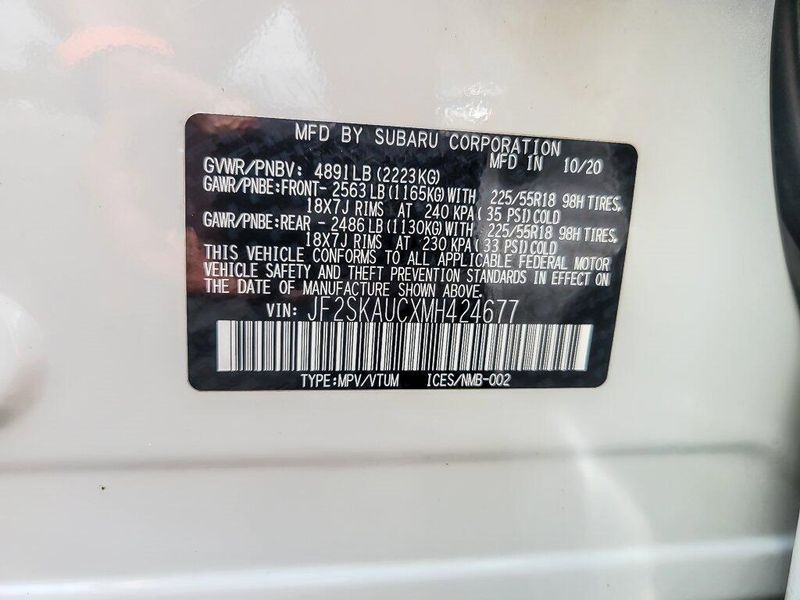 MFD BY SUBARU CORPORATION
MFD IN 10/20
GVWR/PNBV: 4891LB(2223KG)
GAWR/PNBE:FRONT- 2563LB(1165KG)WITH 225/55R18 98H TIRES,
18X7J RIMS AT 240 KPA( 35 PSI)COLD
GAWR/PNBE:REAR - 2486LB(1130KG)WITH 225/55R18 98H TIRES,
18X7J RIMS AT 230 KPA( 33 PSI)COLD
THIS VEHICLE CONFORMS TO ALL APPLICABLE FEDERAL MOTOR
VEHICLE SAFETY AND THEFT PREVENTION STANDARDS IN EFFECT ON
THE DATE OF MANUFACTURE SHOWN ABOVE.
VIN: JF2SKAUCXMH424677
TYPE:MPV/VTUM ICES/NMB-002